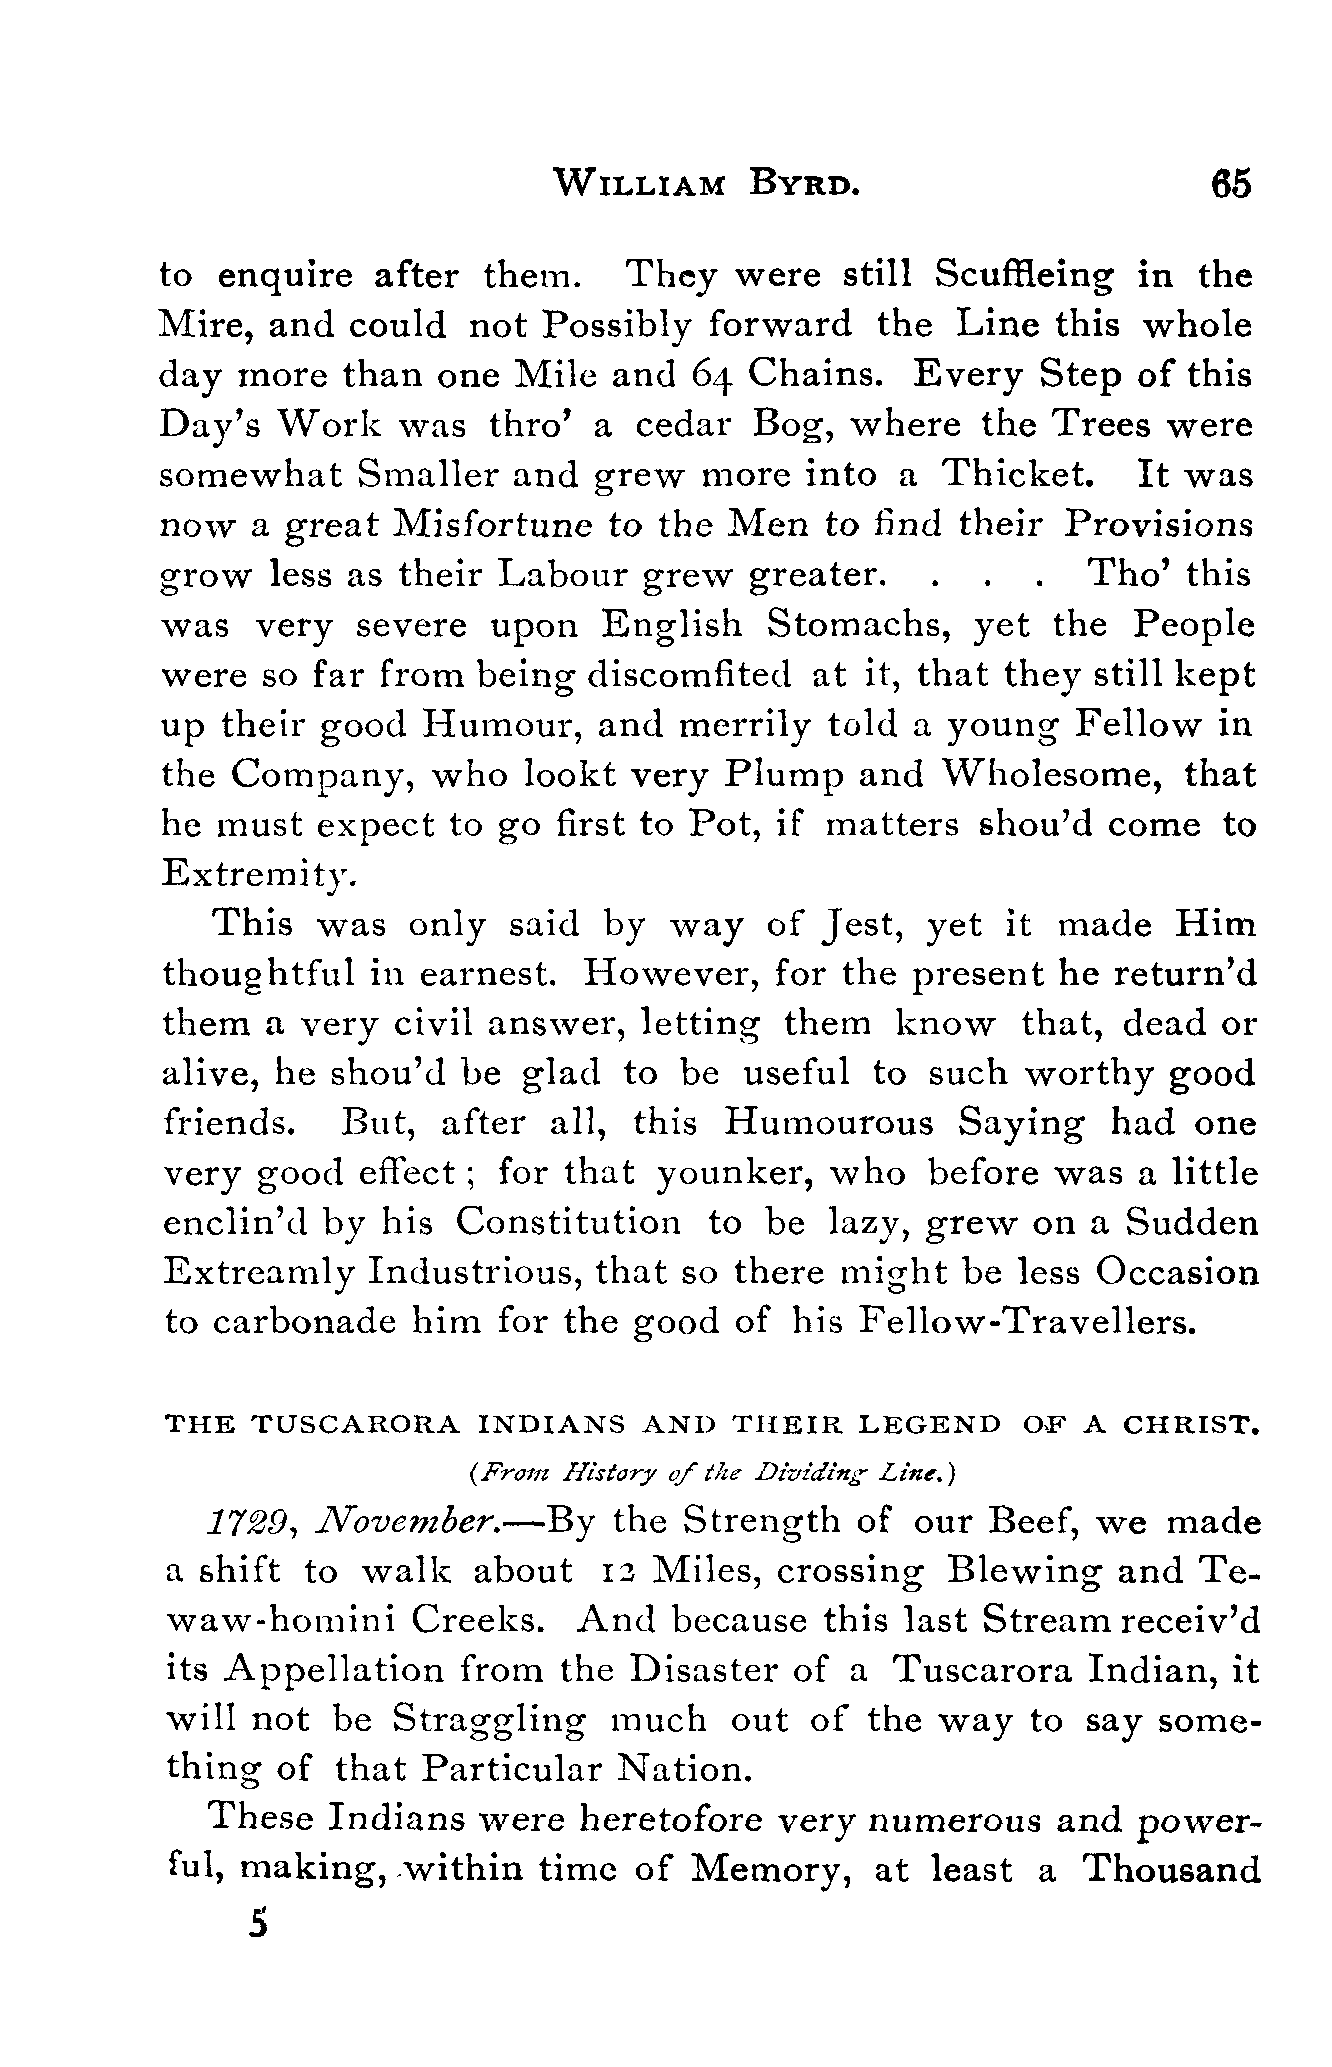 WILLIAM BYRD. 65
to enquire after them. They were still Scuffleing in the
Mire, and could not Possibly forward the Line this whole
day more than one Mile and 64 Chains. Every Step of this
Day's Work was thro' a cedar Bog, where the Trees were
somewhat Smaller and grew more into a Thicket. It was
now a great Misfortune to the Men to find their Provisions
grow less as their Labour grew greater. . . . Tho' this
was very severe upon English Stomachs, yet the People
were so far from being discomfited at it, that they still kept
up their good Humour, and merrily told a young Fellow in
the Company, who lookt very Plump and Wholesome, that
he must expect to go first to Pot, if matters shou'd come to
Extremity.
This was only said by way of Jest, yet it made Him
thoughtful in earnest. However, for the present he return'd
them a very civil answer, letting them know that, dead or
alive, he shou'd be glad to be useful to such worthy good
friends. But, after all, this Humourous Saying had one
very good effect; for that younker, who before was a little
enclin'd by his Constitution to be lazy, grew on a Sudden
Extreamly Industrious, that so there might be less Occasion
to carbonade him for the good of his Fellow-Travellers.
THE TUSCARORA INDIANS AND THEIR LEGEND OF A CHRIST.
(From History of the Dividing Line.)
1729, November.—By the Strength of our Beef, we made
a shift to walk about 12 Miles, crossing Blewing and Te-
waw-homini Creeks. And because this last Stream receiv'd
its Appellation from the Disaster of a Tuscarora Indian, it
will not be Straggling much out of the way to say some-
thing of that Particular Nation.
These Indians were heretofore very numerous and power-
ful, making, within time of Memory, at least a Thousand
5